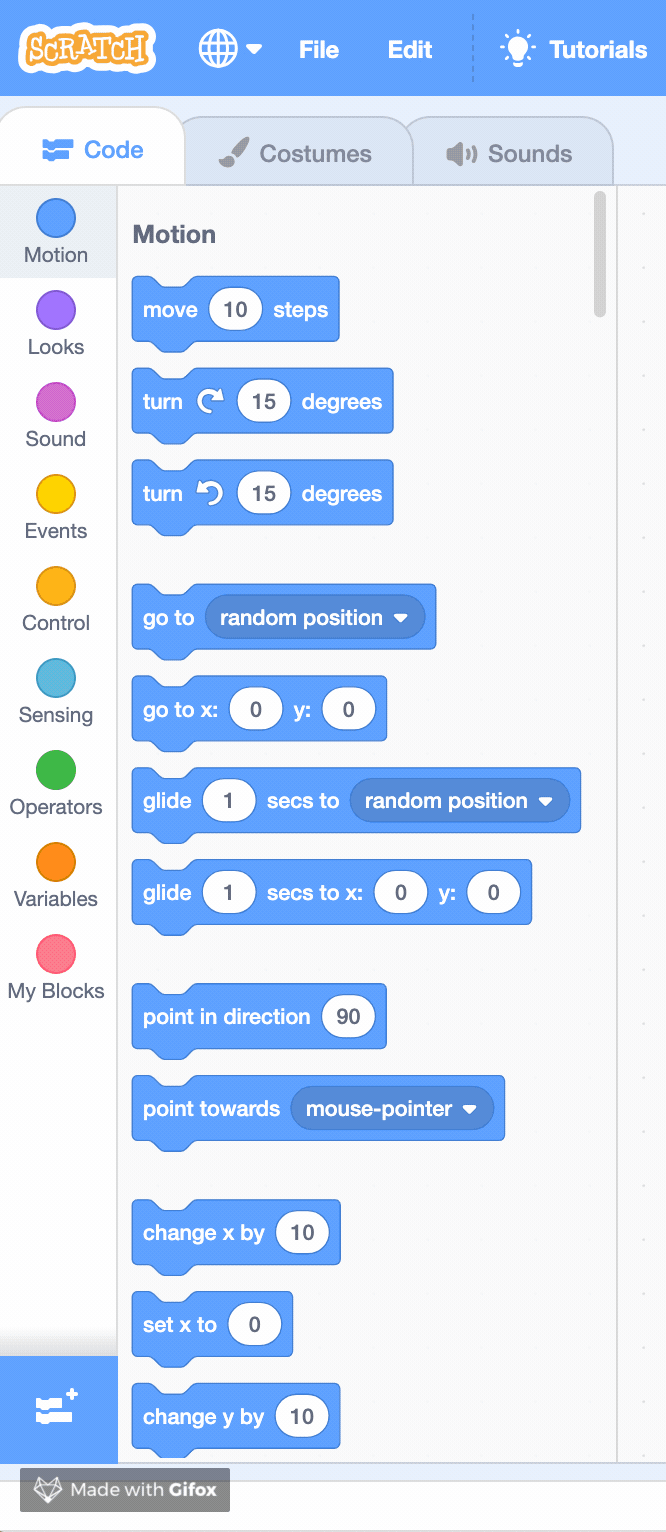 SCRATCH File Edit Tutorials
Code Costumes Sounds
Motion
Looks
Sound
Events
Control
Sensing
Operators
Variables
My Blocks
Motion
move 10 steps
turn 15 degrees
turn 15 degrees
go to random position
go to x: 0 y: 0
glide 1 secs to random position
glide 1 secs to x: 0 y: 0
point in direction 90
point towards mouse-pointer
change x by 10
set x to 0
change y by 10
Made with Gifox